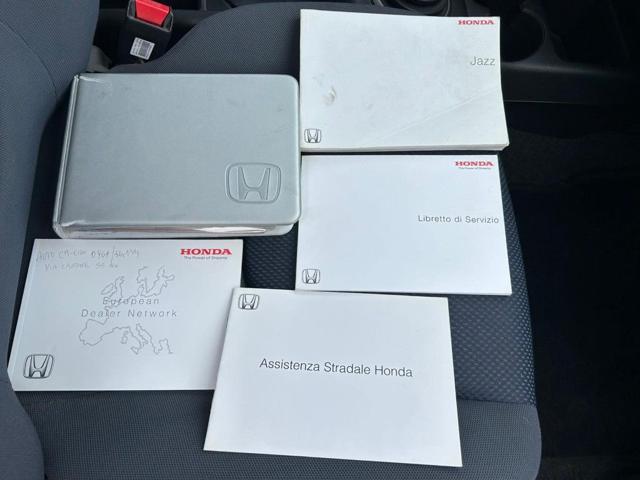 HONDA
Jazz
HONDA
The Power of Dreams
Libretto di Servizio
HONDA
The Power of Dreams
European
Dealer Network
Assistenza Stradale Honda